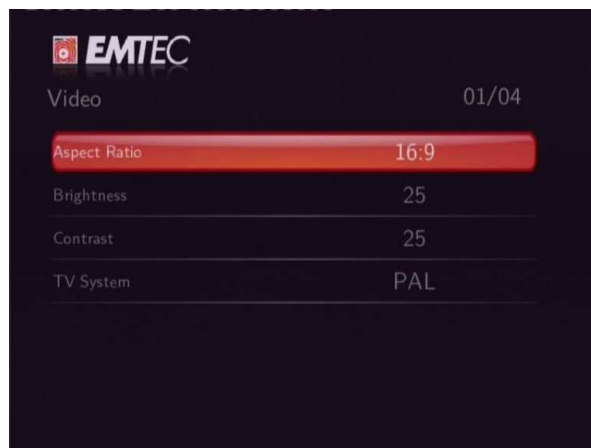 EMTEC
Video 01/04
Aspect Ratio 16:9
Brightness 25
Contrast 25
TV System PAL